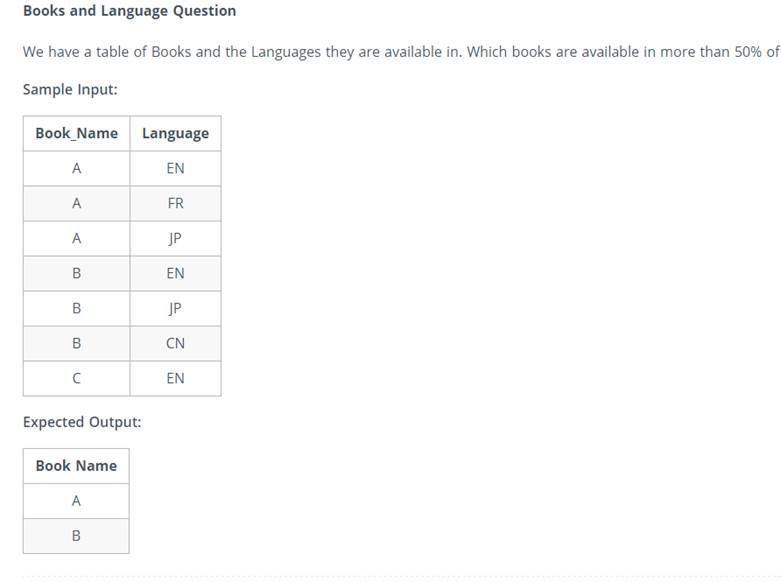 Books and Language Question
We have a table of Books and the Languages they are available in. Which books are available in more than 50% of
Sample Input:
Book_Name Language
A EN
A FR
A JP
B EN
B JP
B CN
C EN
Expected Output:
Book Name
A
B